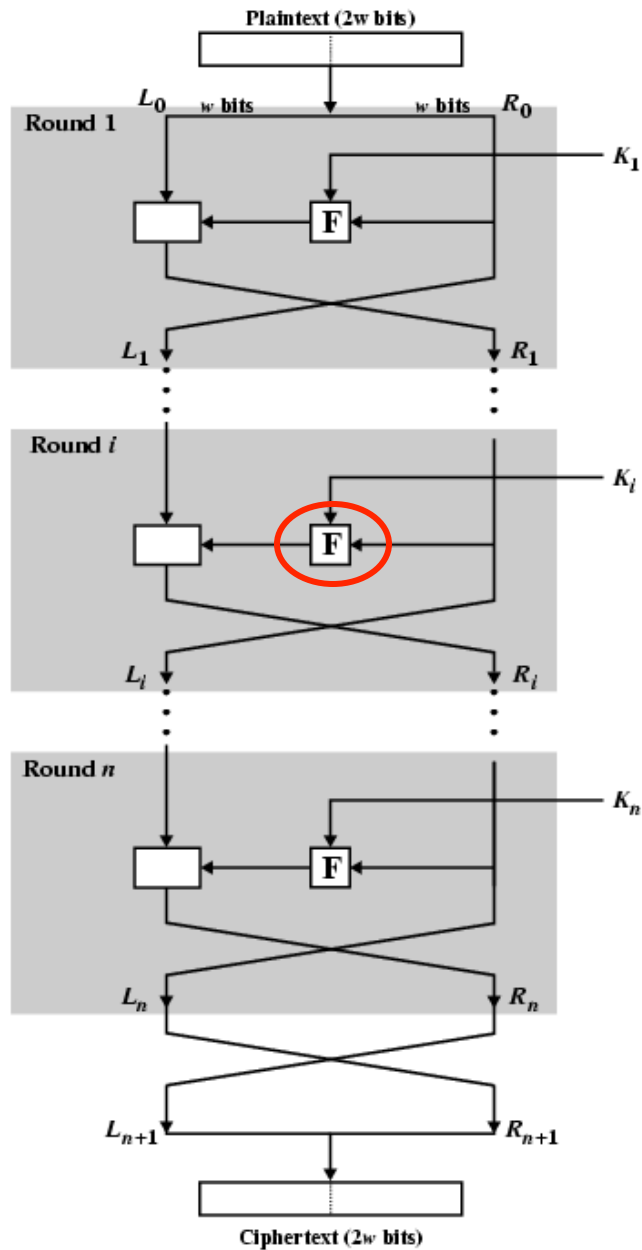 Plaintext (2w bits)
L0 w bits w bits R0
Round 1
K1
F
L1 R1
Round i
Ki
F
Li Ri
Round n
Kn
F
Ln Rn
Ln+1 Rn+1
Ciphertext (2w bits)